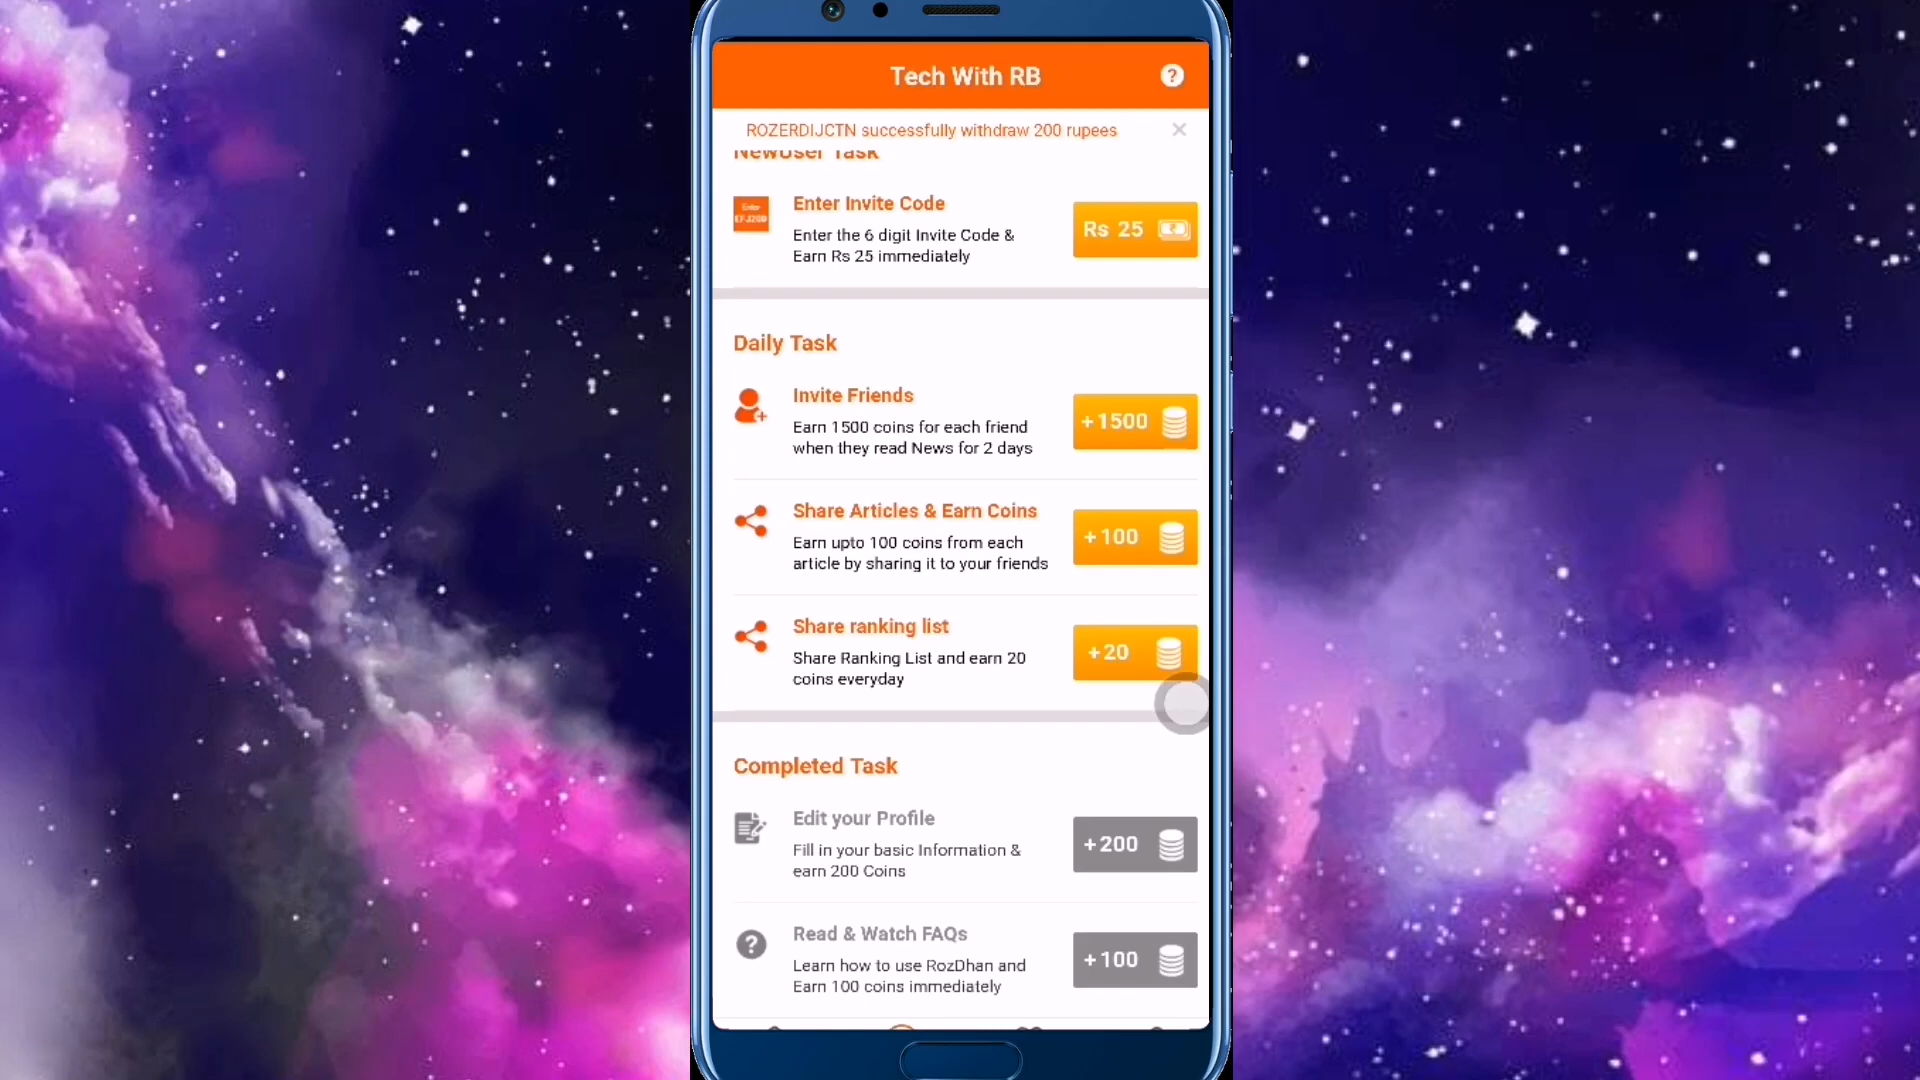 Tech With RB
ROZERDIJCTN successfully withdraw 200 rupees
NewUser Task
Enter Invite Code
Enter the 6 digit Invite Code &
Earn Rs 25 immediately
Rs 25
Daily Task
Invite Friends
Earn 1500 coins for each friend
when they read News for 2 days
+1500
Share Articles & Earn Coins
Earn upto 100 coins from each
article by sharing it to your friends
+100
Share ranking list
Share Ranking List and earn 20
coins everyday
+20
Completed Task
Edit your Profile
Fill in your basic Information &
earn 200 Coins
+200
Read & Watch FAQs
Learn how to use RozDhan and
Earn 100 coins immediately
+100